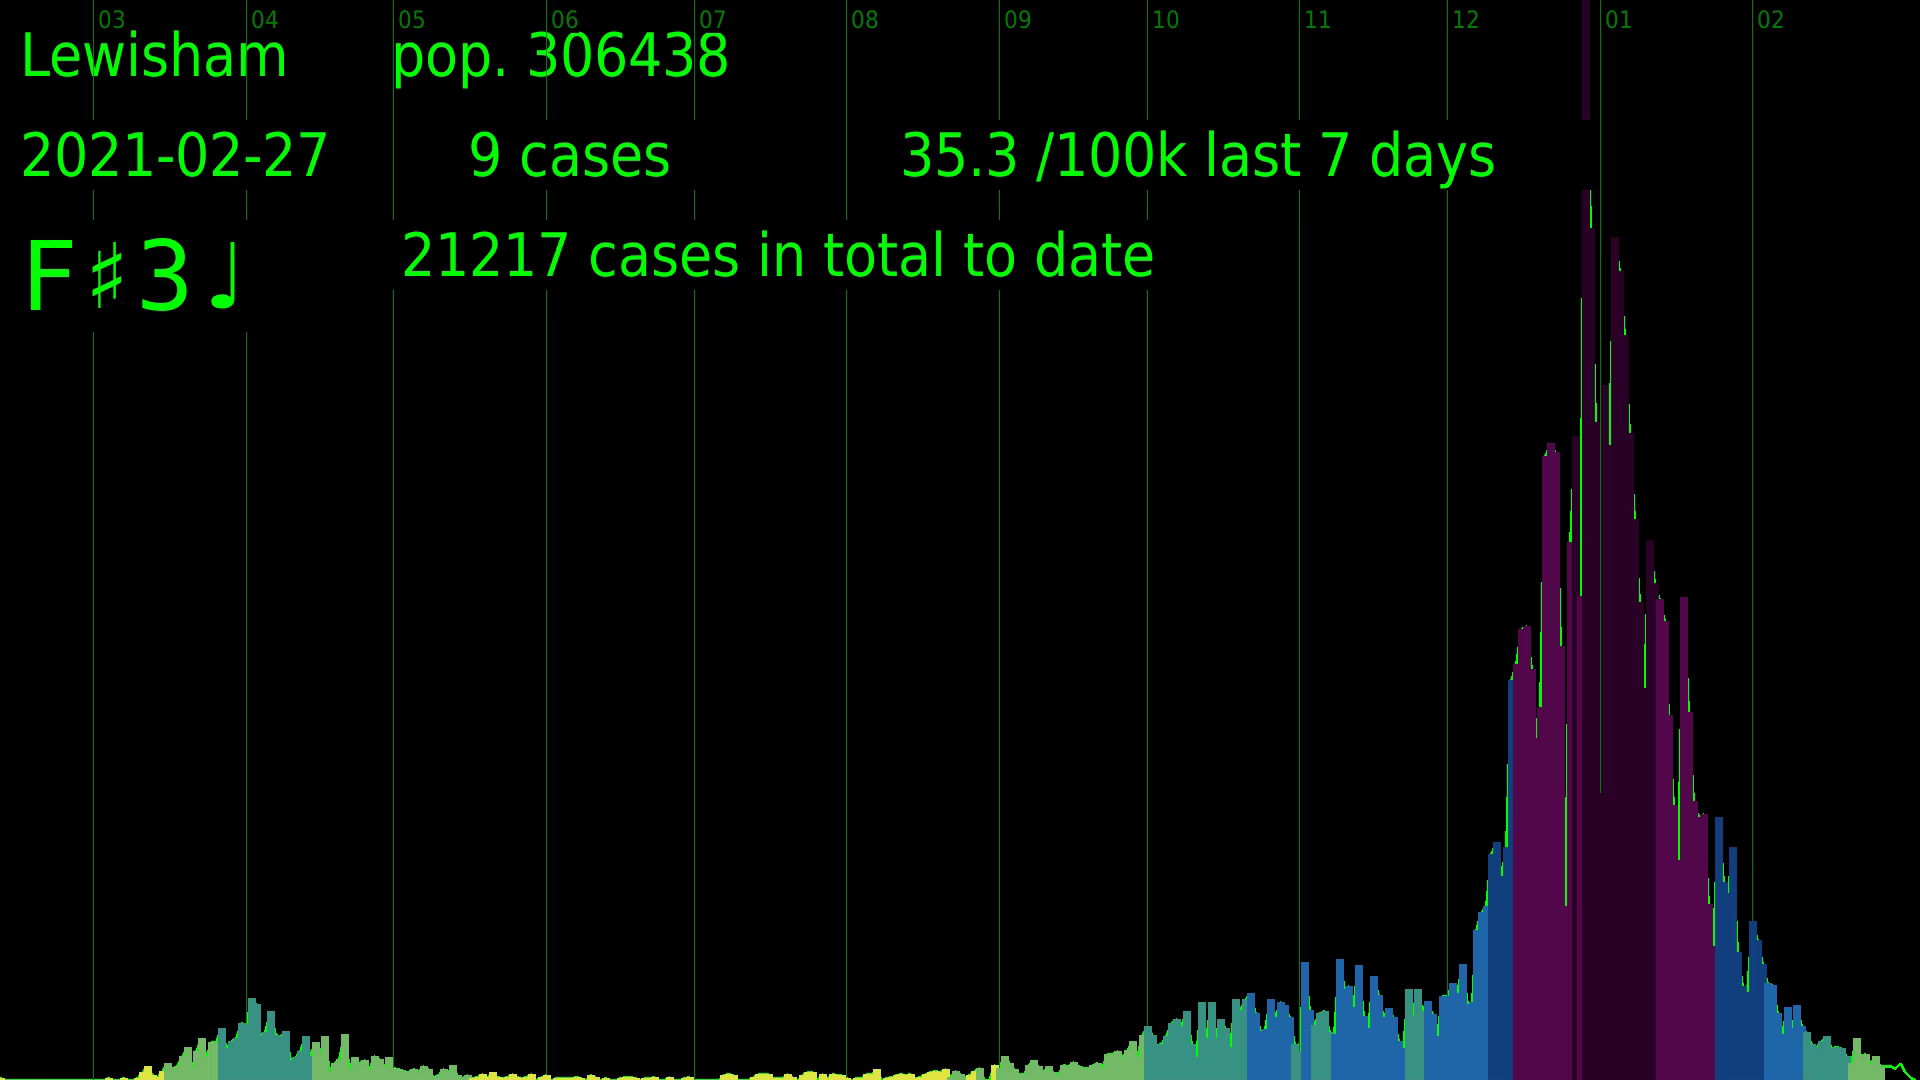 03 04 05 06 07 08 09 10 11 12 01 02
Lewisham pop. 306438
2021-02-27 9 cases 35.3 /100k last 7 days
F♯3♩ 21217 cases in total to date